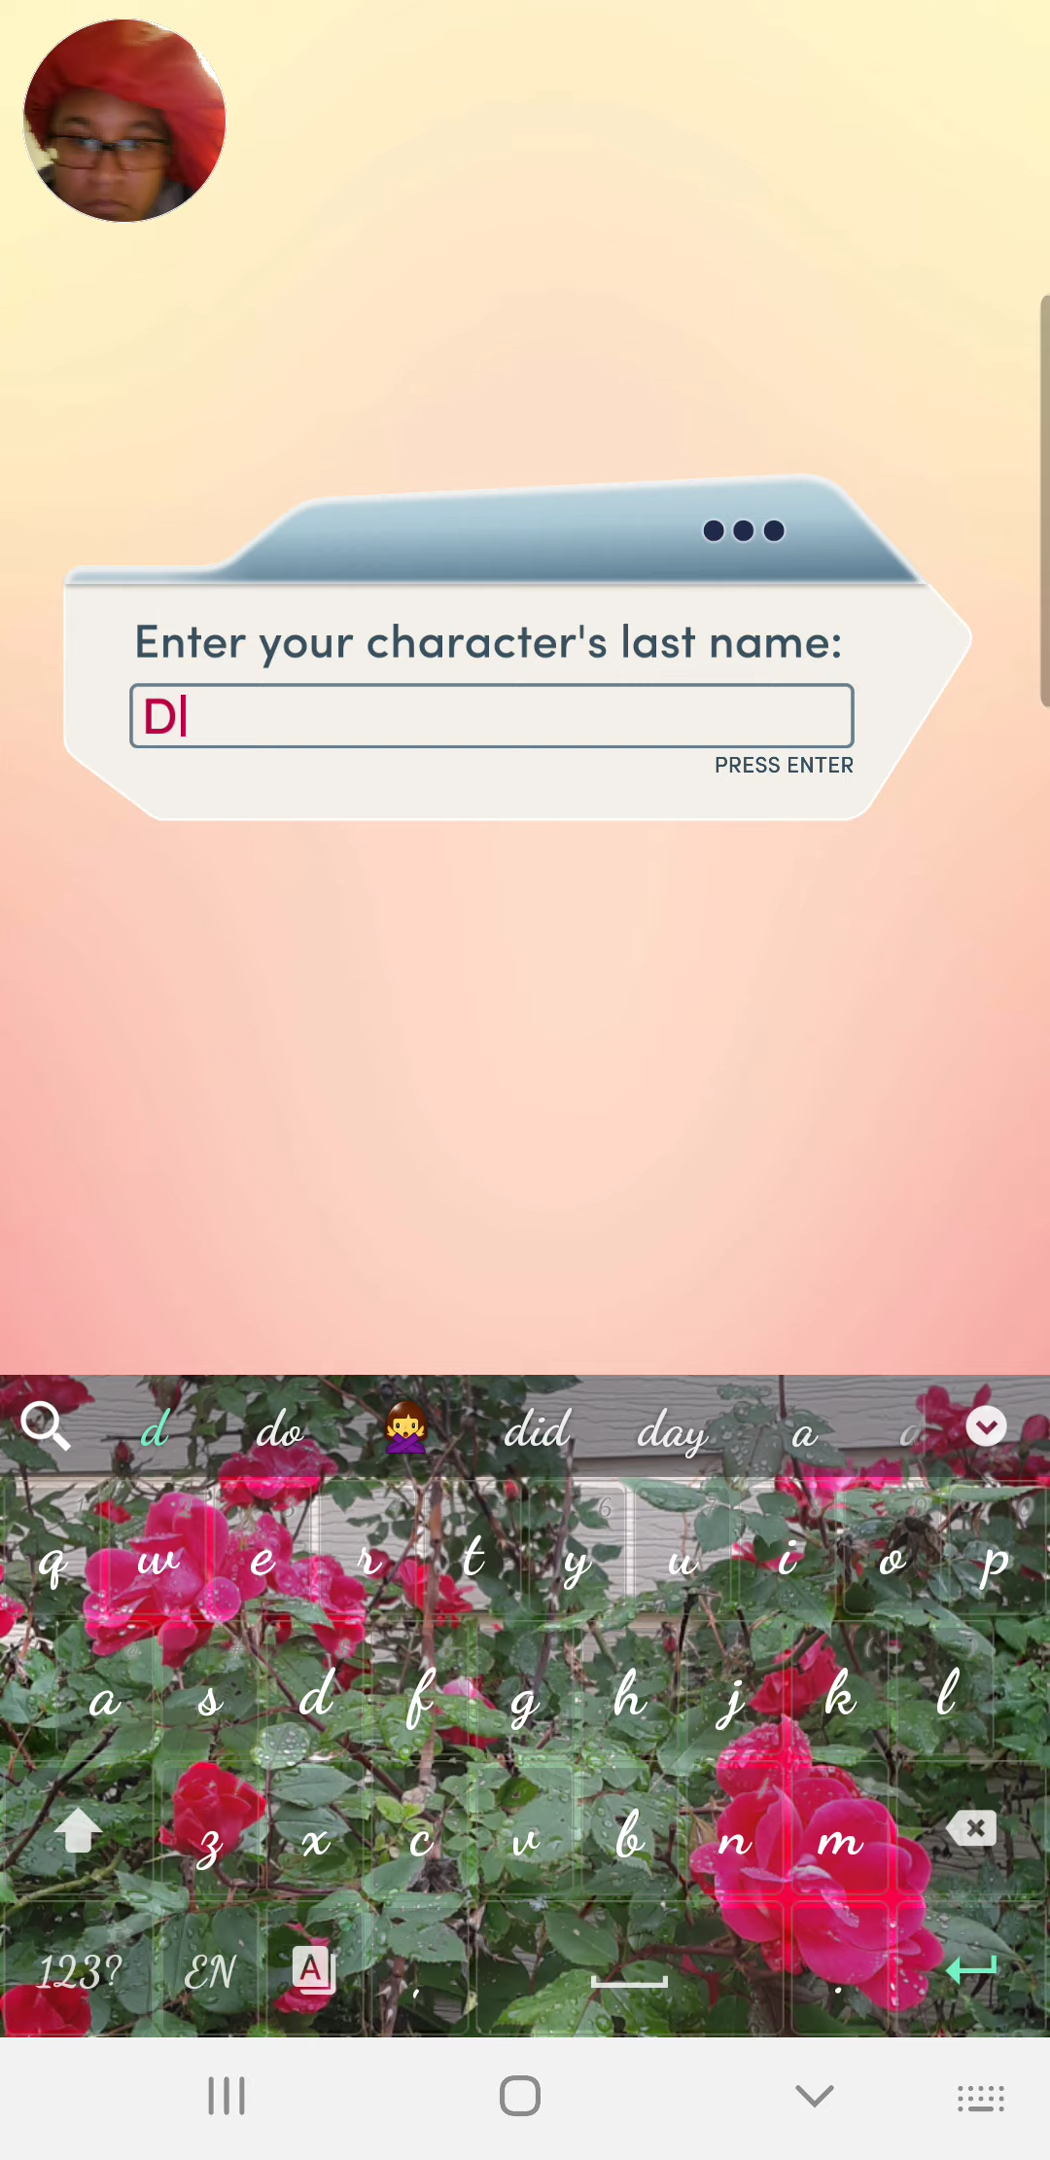 Enter your character's last name:
D
PRESS ENTER
d do did day a
q w e r t y u i o p
a s d f g h j k l
z x c v b n m
123? EN A , .